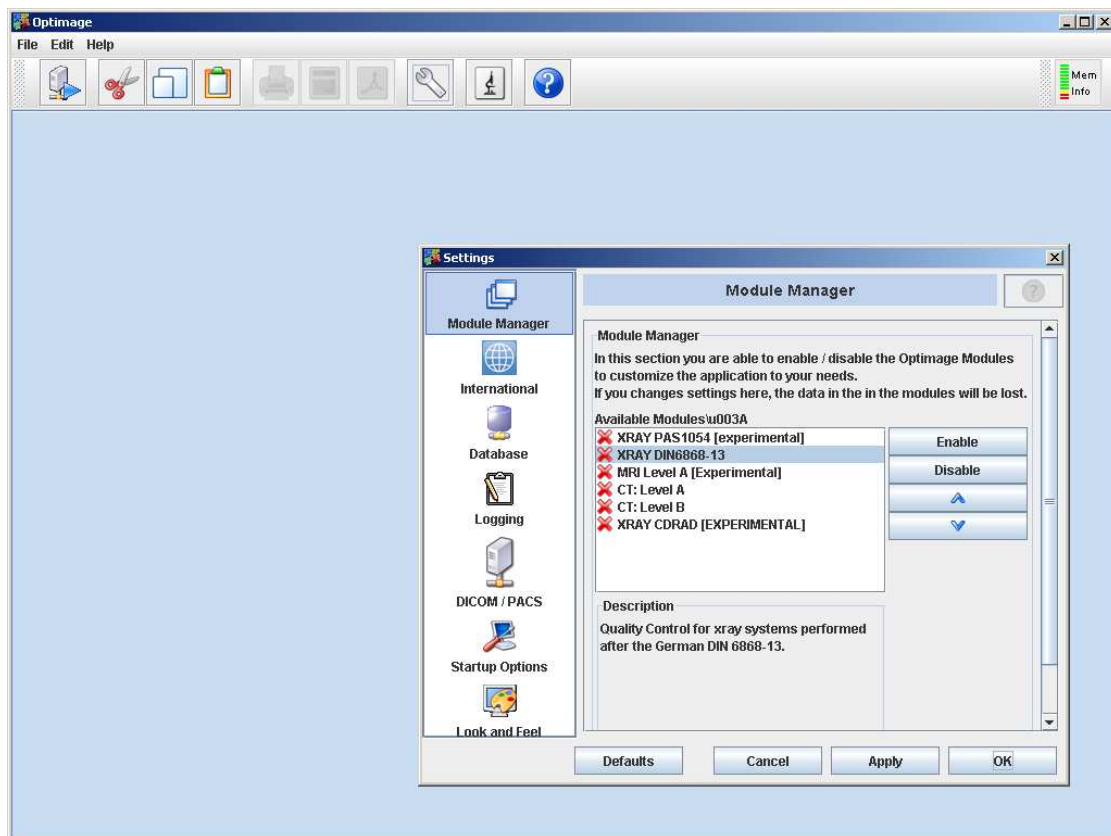 Optimage
File Edit Help
Mem
Info
Settings
Module Manager
International
Database
Logging
DICOM / PACS
Startup Options
Look and Feel
Module Manager
Module Manager
In this section you are able to enable / disable the Optimage Modules
to customize the application to your needs.
If you changes settings here, the data in the in the modules will be lost.
Available Modules\u003A
XRAY PAS1054 [experimental]
XRAY DIN6868-13
MRI Level A [Experimental]
CT: Level A
CT: Level B
XRAY CDRAD [EXPERIMENTAL]
Enable
Disable
Description
Quality Control for xray systems performed
after the German DIN 6868-13.
Defaults Cancel Apply OK